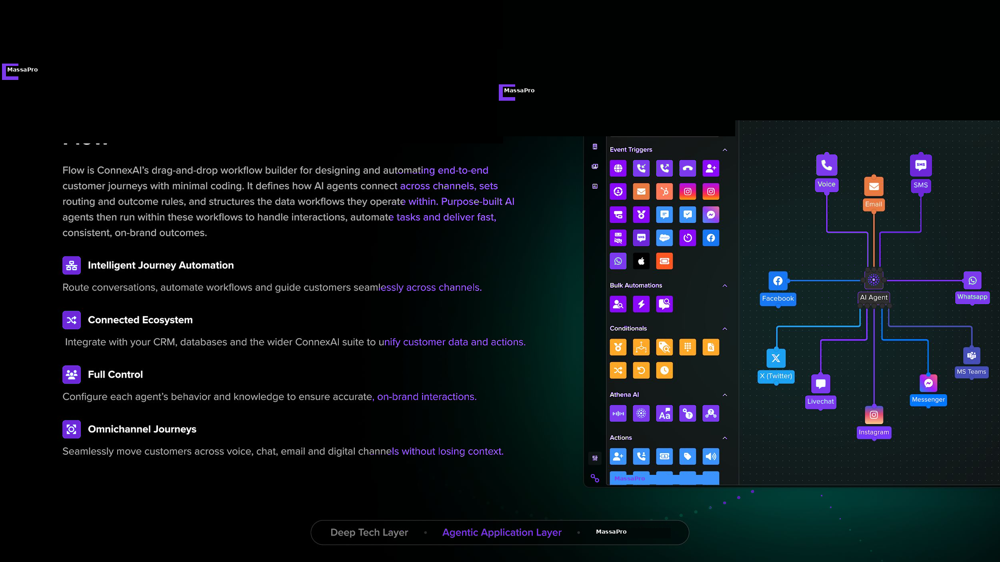 MassaPro
MassaPro
Flow is ConnexAI’s drag-and-drop workflow builder for designing and automating end-to-end
customer journeys with minimal coding. It defines how AI agents connect across channels, sets
routing and outcome rules, and structures the data workflows they operate within. Purpose-built AI
agents then run within these workflows to handle interactions, automate tasks and deliver fast,
consistent, on-brand outcomes.
Intelligent Journey Automation
Route conversations, automate workflows and guide customers seamlessly across channels.
Connected Ecosystem
Integrate with your CRM, databases and the wider ConnexAI suite to unify customer data and actions.
Full Control
Configure each agent’s behavior and knowledge to ensure accurate, on-brand interactions.
Omnichannel Journeys
Seamlessly move customers across voice, chat, email and digital channels without losing context.
Event Triggers
SLA
SMS
Bulk Automations
Conditionals
Athena AI
Aa
Actions
MassaPro
SMS
Voice
SMS
Email
Facebook
AI Agent
Whatsapp
X (Twitter)
MS Teams
Livechat
Messenger
Instagram
Deep Tech Layer • Agentic Application Layer • MassaPro